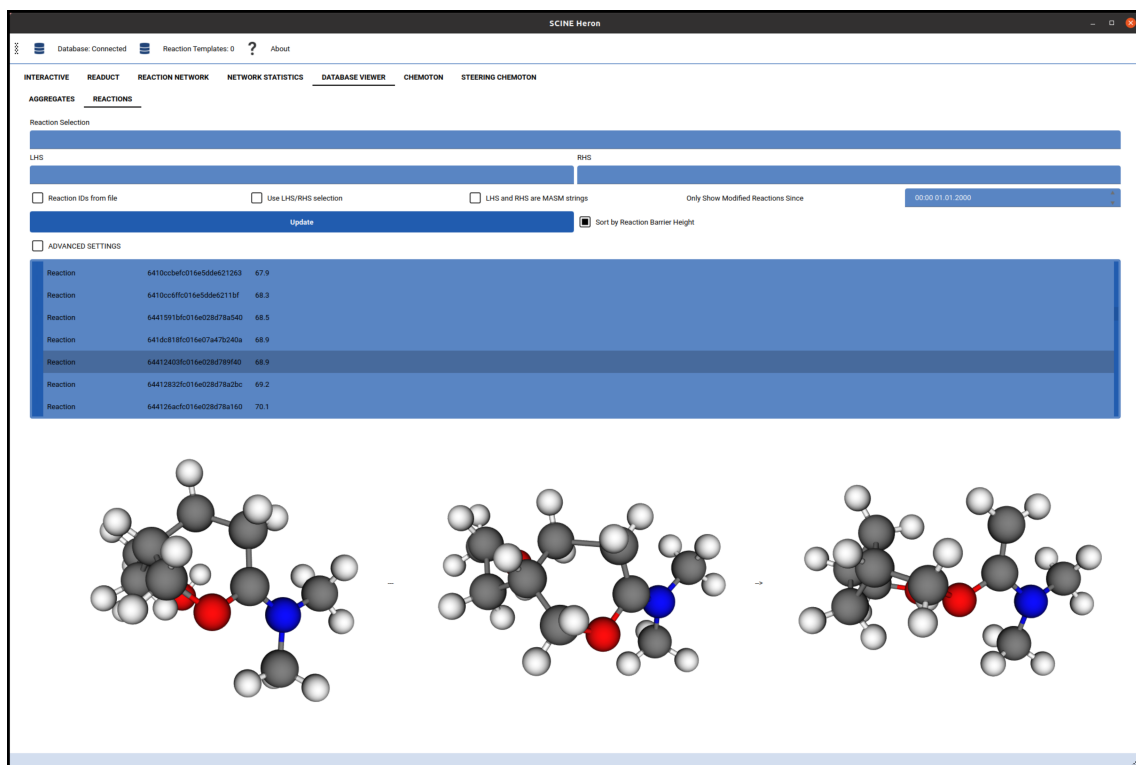 SCINE Heron
Database: Connected Reaction Templates: 0 ? About
INTERACTIVE READUCT REACTION NETWORK NETWORK STATISTICS DATABASE VIEWER CHEMOTON STEERING CHEMOTON
AGGREGATES REACTIONS
Reaction Selection
LHS RHS
Reaction IDs from file Use LHS/RHS selection LHS and RHS are MASM strings Only Show Modified Reactions Since 00:00 01.01.2000
Update Sort by Reaction Barrier Height
ADVANCED SETTINGS
Reaction 6410ccbefc016e5dde621263 67.9
Reaction 6410cc6ffc016e5dde6211bf 68.3
Reaction 6441591bfc016e028d78a540 68.5
Reaction 641dc818fc016e07a47b240a 68.9
Reaction 64412403fc016e028d789f40 68.9
Reaction 64412832fc016e028d78a2bc 69.2
Reaction 644126acfc016e028d78a160 70.1
-- -->